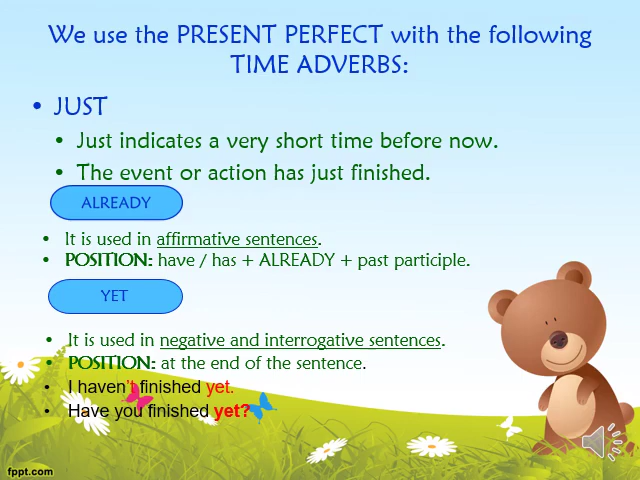 We use the PRESENT PERFECT with the following
TIME ADVERBS:
• JUST
• Just indicates a very short time before now.
• The event or action has just finished.
ALREADY
• It is used in affirmative sentences.
• POSITION: have / has + ALREADY + past participle.
YET
• It is used in negative and interrogative sentences.
• POSITION: at the end of the sentence.
• I haven't finished yet.
• Have you finished yet?
fppt.com